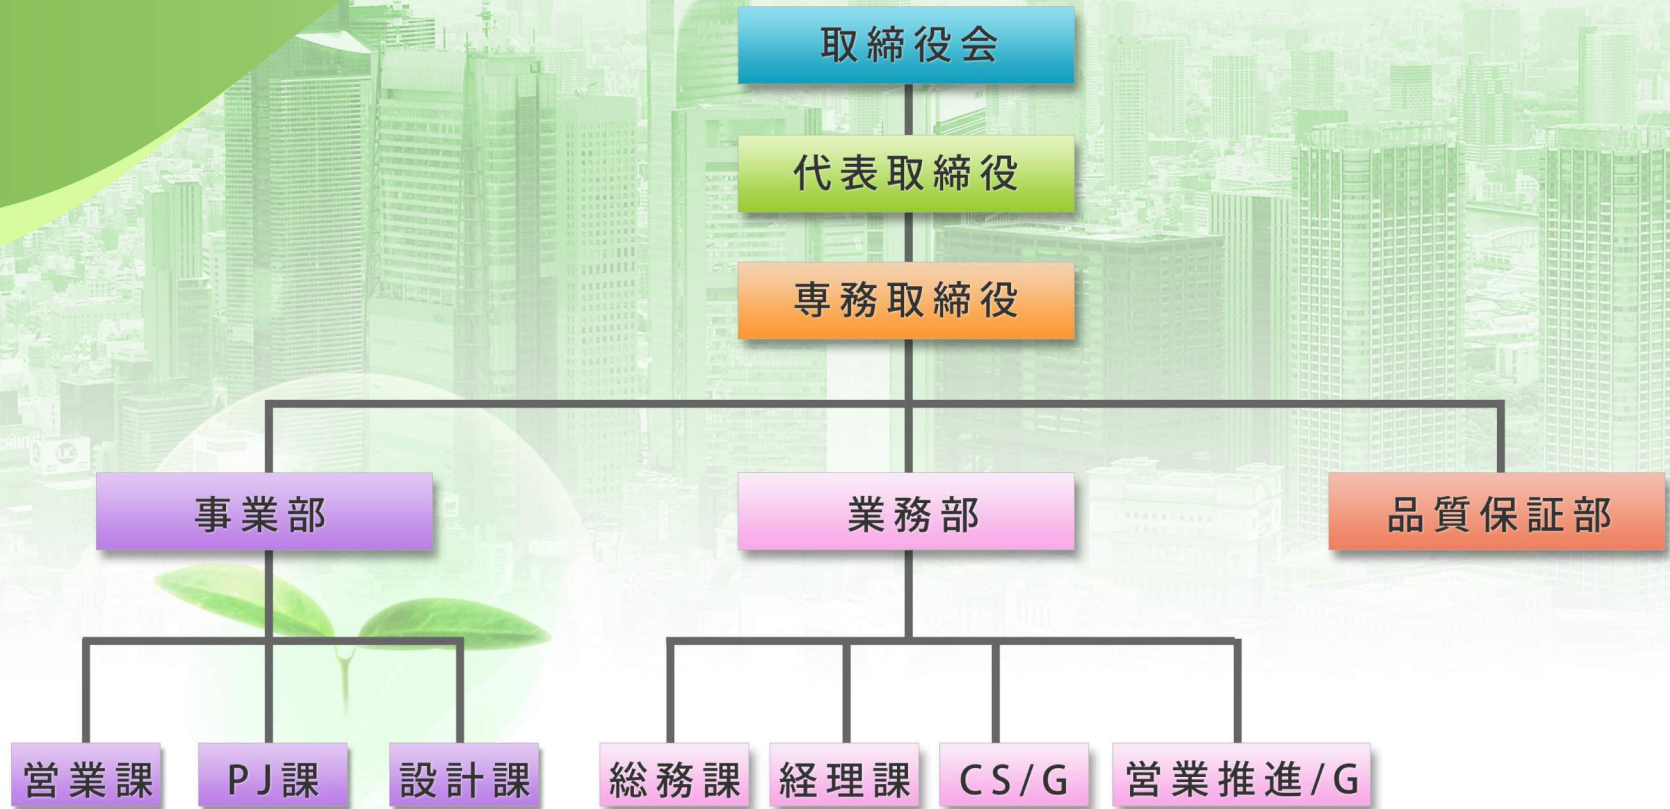 取締役会
代表取締役
専務取締役
事業部
業務部
品質保証部
営業課
PJ課
設計課
総務課
経理課
CS/G
営業推進/G